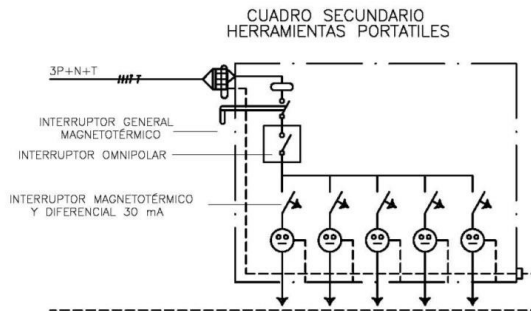 CUADRO SECUNDARIO
HERRAMIENTAS PORTATILES
3P+N+T
INTERRUPTOR GENERAL
MAGNETOTÉRMICO
INTERRUPTOR OMNIPOLAR
INTERRUPTOR MAGNETOTÉRMICO
Y DIFERENCIAL 30 mA